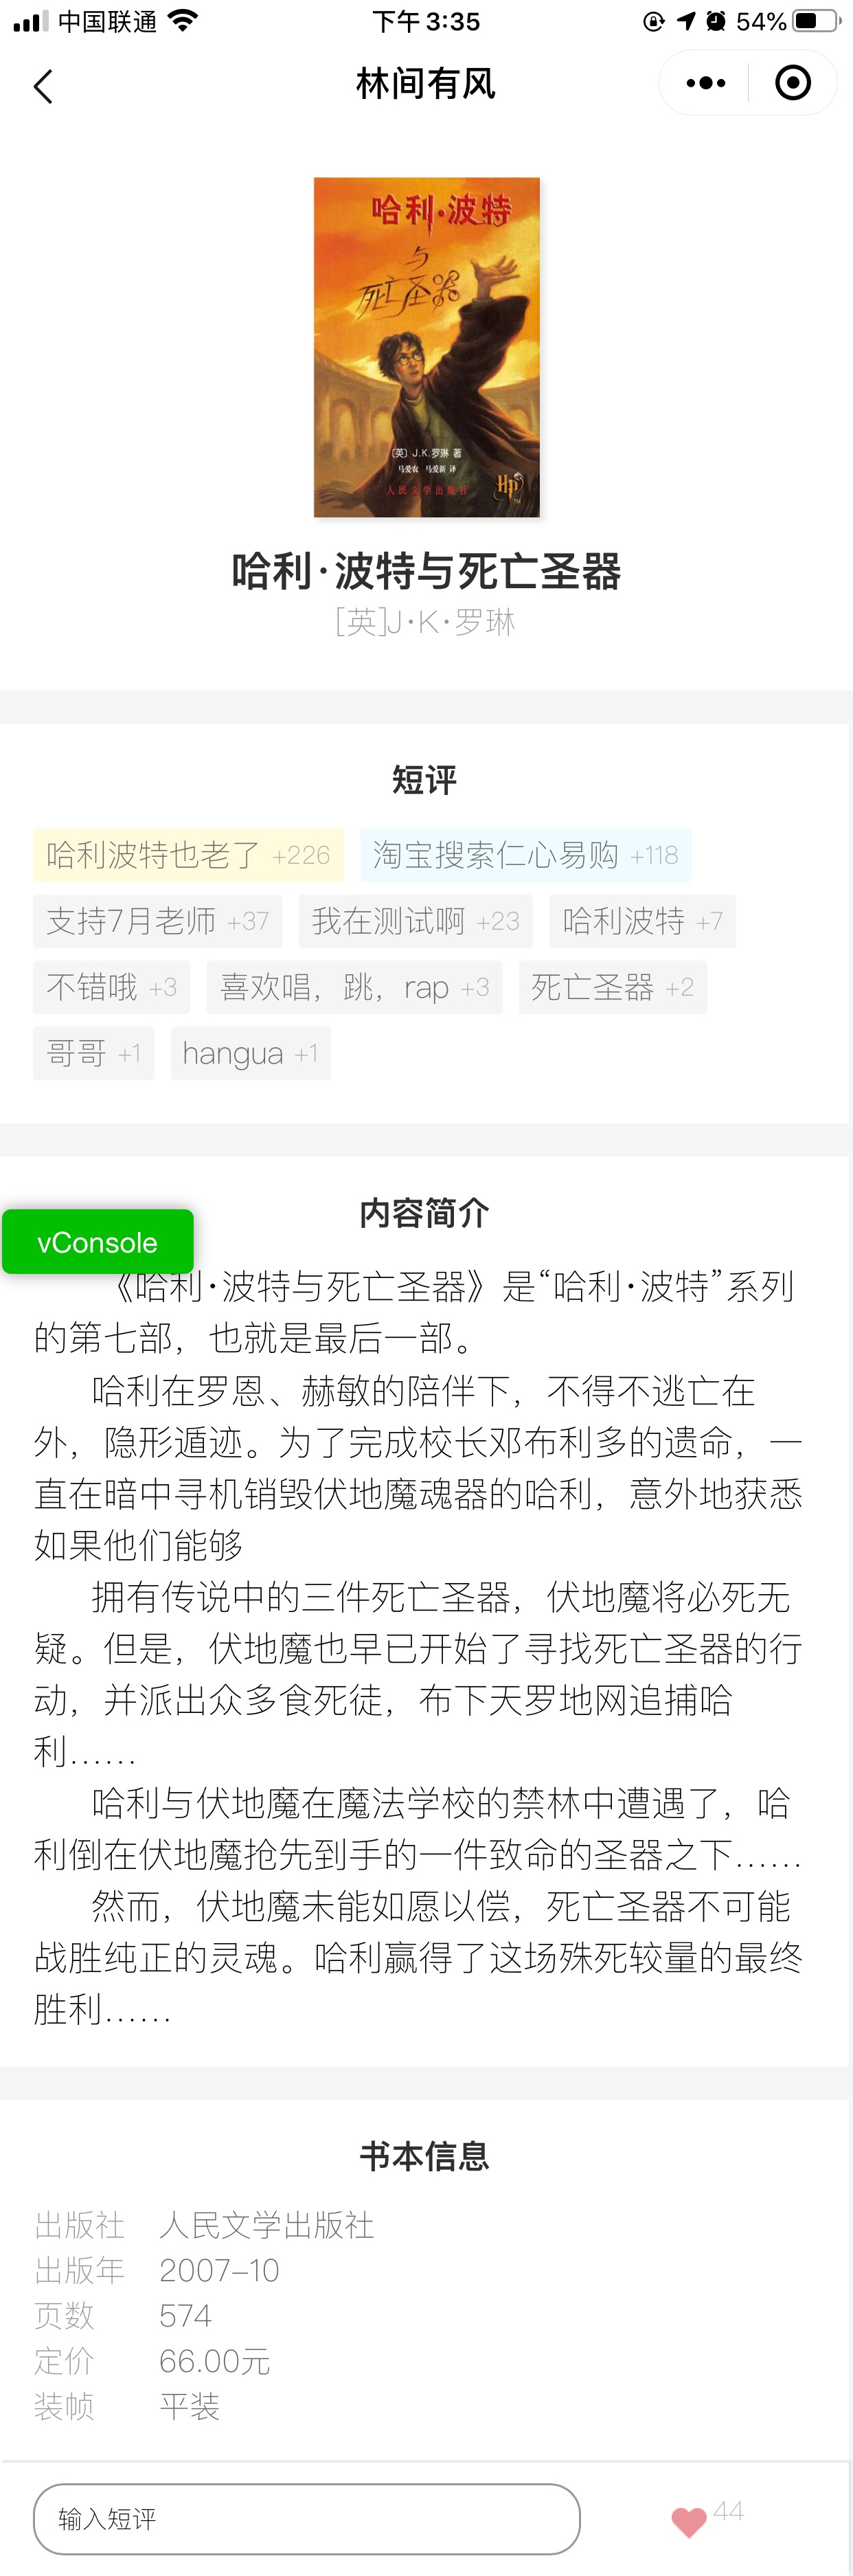 中国联通
下午3:35
54%
林间有风
哈利·波特
与
死亡圣器
[英] J.K.罗琳 著
马爱农 马爱新 译
人民文学出版社
HP
TM
哈利·波特与死亡圣器
[英]J·K·罗琳
短评
哈利波特也老了 +226 淘宝搜索仁心易购 +118
支持7月老师 +37 我在测试啊 +23 哈利波特 +7
不错哦 +3 喜欢唱，跳，rap +3 死亡圣器 +2
哥哥 +1 hangua +1
内容简介
vConsole
《哈利·波特与死亡圣器》是“哈利·波特”系列
的第七部，也就是最后一部。
哈利在罗恩、赫敏的陪伴下，不得不逃亡在
外，隐形遁迹。为了完成校长邓布利多的遗命，一
直在暗中寻机销毁伏地魔魂器的哈利，意外地获悉
如果他们能够
拥有传说中的三件死亡圣器，伏地魔将必死无
疑。但是，伏地魔也早已开始了寻找死亡圣器的行
动，并派出众多食死徒，布下天罗地网追捕哈
利……
哈利与伏地魔在魔法学校的禁林中遭遇了，哈
利倒在伏地魔抢先到手的一件致命的圣器之下……
然而，伏地魔未能如愿以偿，死亡圣器不可能
战胜纯正的灵魂。哈利赢得了这场殊死较量的最终
胜利……
书本信息
出版社 人民文学出版社
出版年 2007-10
页数 574
定价 66.00元
装帧 平装
输入短评
44